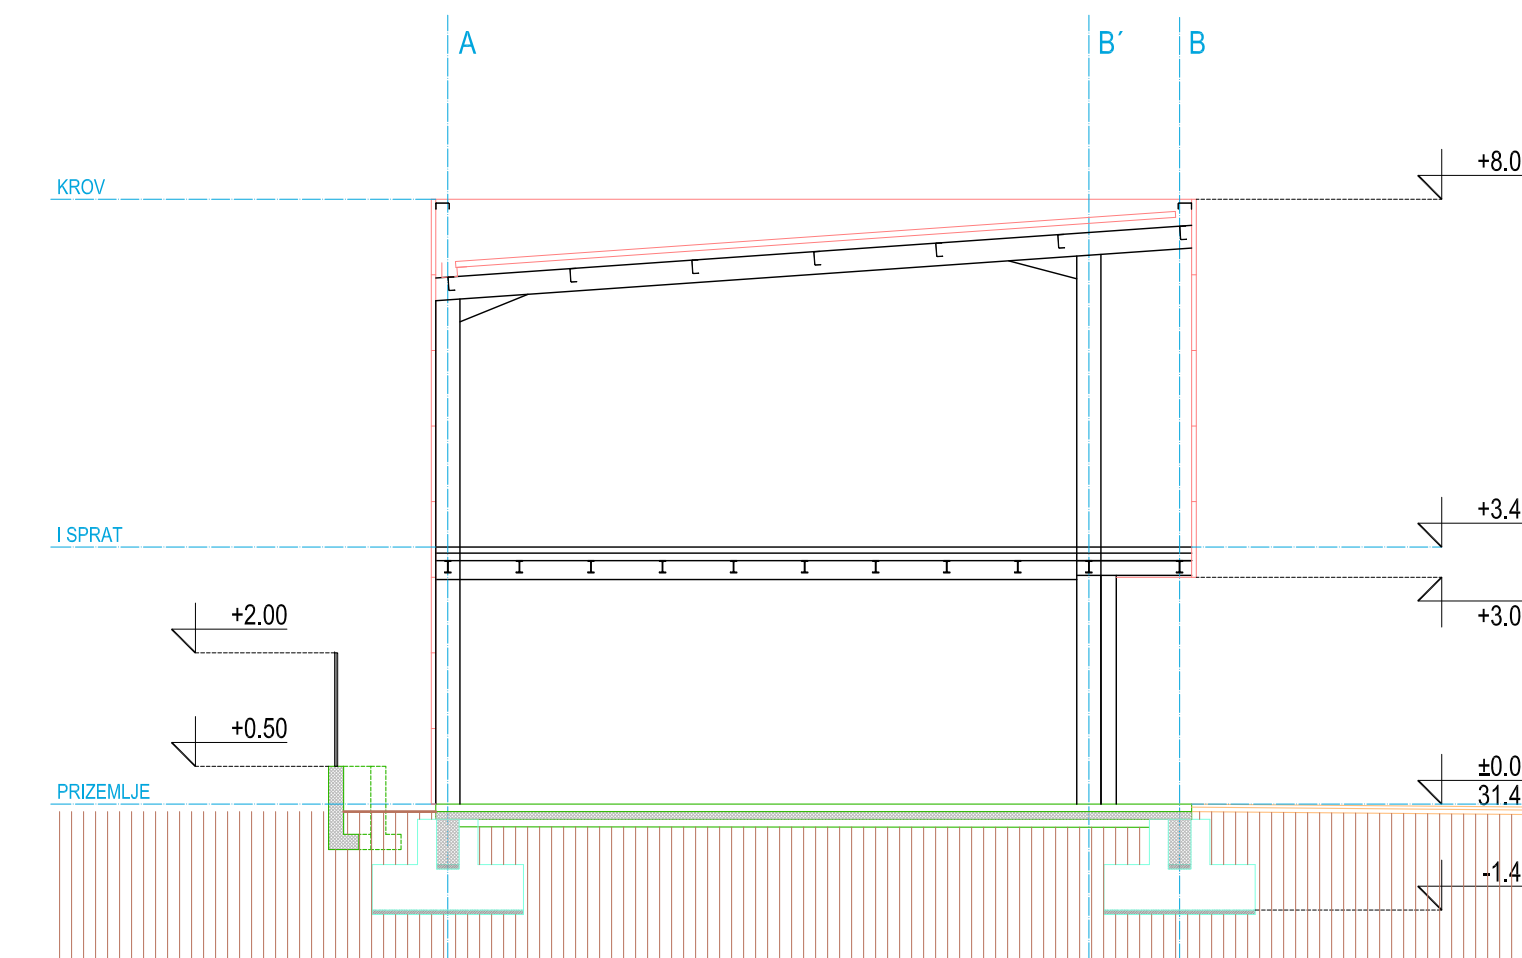 A
B´
B
+8.0
KROV
+3.4
I SPRAT
+2.00
+3.0
+0.50
±0.0
PRIZEMLJE
31.4
-1.4